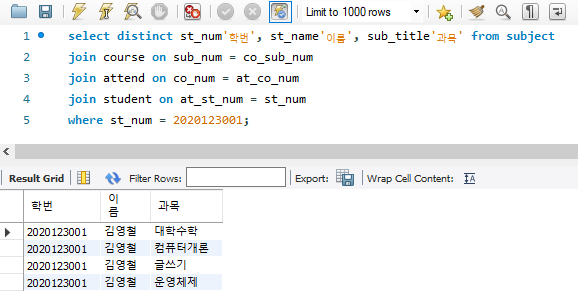 Limit to 1000 rows
1 select distinct st_num'학번', st_name'이름', sub_title'과목' from subject
2 join course on sub_num = co_sub_num
3 join attend on co_num = at_co_num
4 join student on at_st_num = st_num
5 where st_num = 2020123001;
Result Grid Filter Rows: Export: Wrap Cell Content:
학번 이름 과목
2020123001 김영철 대학수학
2020123001 김영철 컴퓨터개론
2020123001 김영철 글쓰기
2020123001 김영철 운영체제